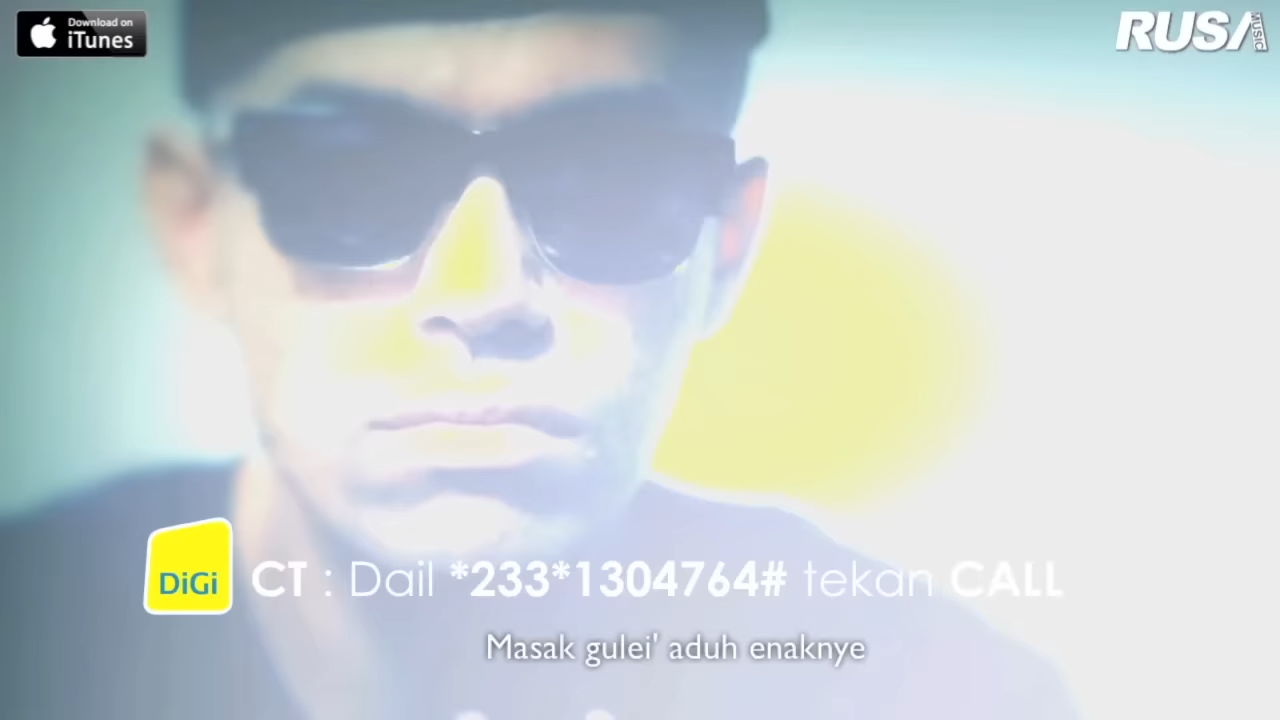 Download on
iTunes
RUSA
MUSIC
DiGi
CT : Dail *233*1304764# tekan CALL
Masak gulei' aduh enaknye